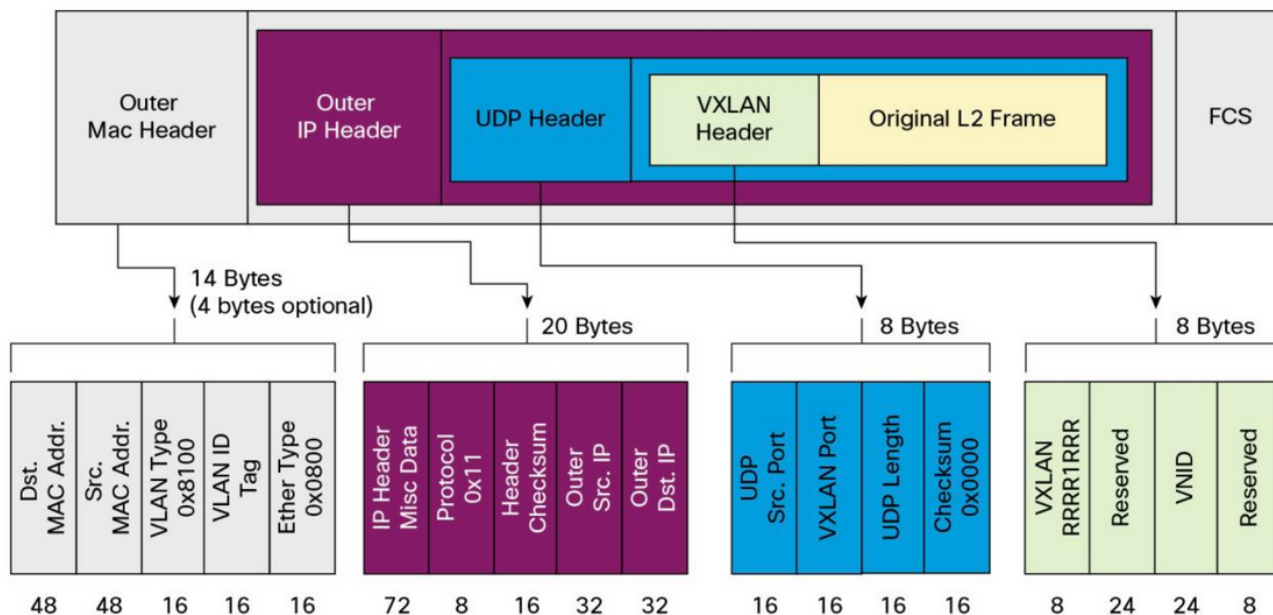 Outer
Mac Header
Outer
IP Header
UDP Header
VXLAN
Header
Original L2 Frame
FCS
14 Bytes
(4 bytes optional)
20 Bytes
8 Bytes
8 Bytes
Dst.
MAC Addr.
Src.
MAC Addr.
VLAN Type
0x8100
VLAN ID
Tag
Ether Type
0x0800
IP Header
Misc Data
Protocol
0x11
Header
Checksum
Outer
Src. IP
Outer
Dst. IP
UDP
Src. Port
VXLAN Port
UDP Length
Checksum
0x0000
VXLAN
RRRR1RRR
Reserved
VNID
Reserved
48 48 16 16 16 72 8 16 32 32 16 16 16 16 8 24 24 8